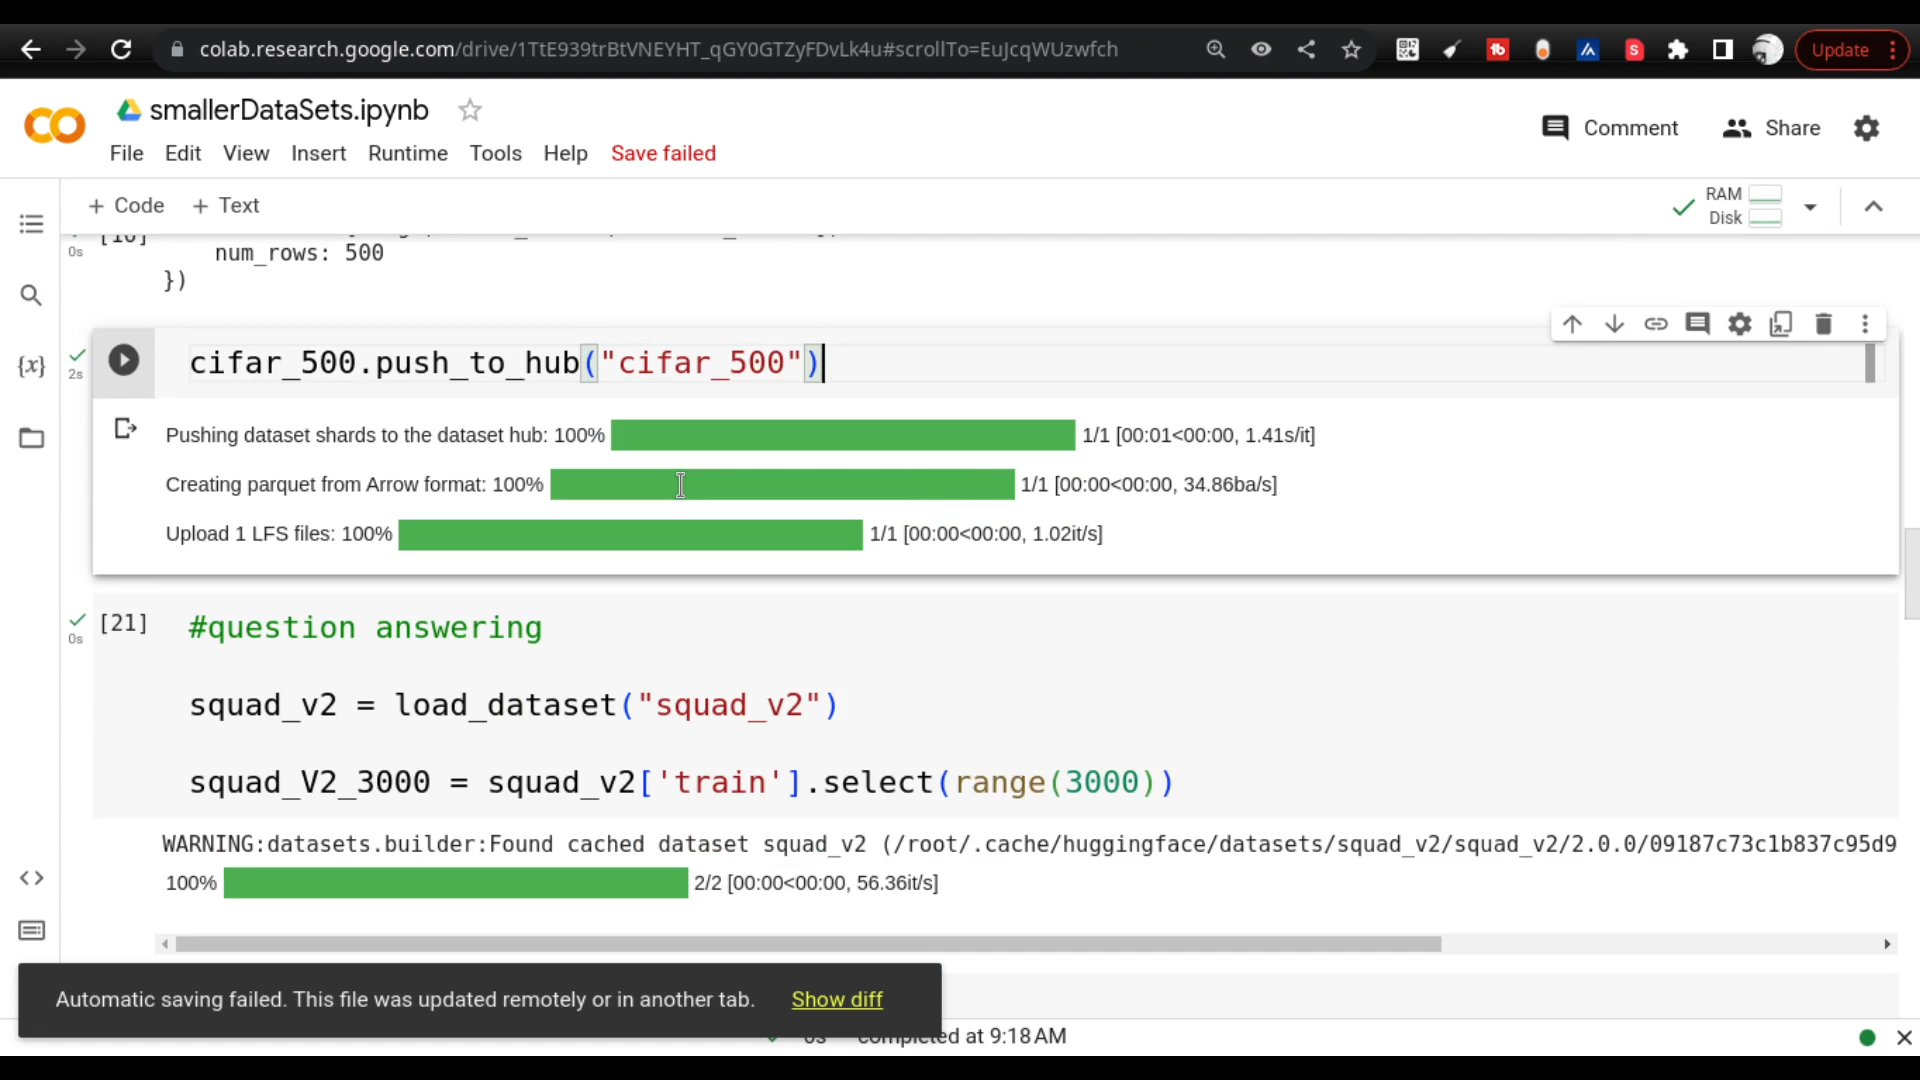 colab.research.google.com/drive/1TtE939trBtVNEYHT_qGY0GTZyFDvLk4u#scrollTo=EuJcqWUzwfch
Update
smallerDataSets.ipynb
Comment
Share
File Edit View Insert Runtime Tools Help Save failed
+ Code + Text
RAM
Disk
0s
num_rows: 500
})
cifar_500.push_to_hub("cifar_500")
2s
Pushing dataset shards to the dataset hub: 100% 1/1 [00:01<00:00, 1.41s/it]
Creating parquet from Arrow format: 100% 1/1 [00:00<00:00, 34.86ba/s]
Upload 1 LFS files: 100% 1/1 [00:00<00:00, 1.02it/s]
[21] #question answering
0s
squad_v2 = load_dataset("squad_v2")
squad_V2_3000 = squad_v2['train'].select(range(3000))
WARNING:datasets.builder:Found cached dataset squad_v2 (/root/.cache/huggingface/datasets/squad_v2/squad_v2/2.0.0/09187c73c1b837c95d9
100% 2/2 [00:00<00:00, 56.36it/s]
Automatic saving failed. This file was updated remotely or in another tab. Show diff
0s completed at 9:18 AM